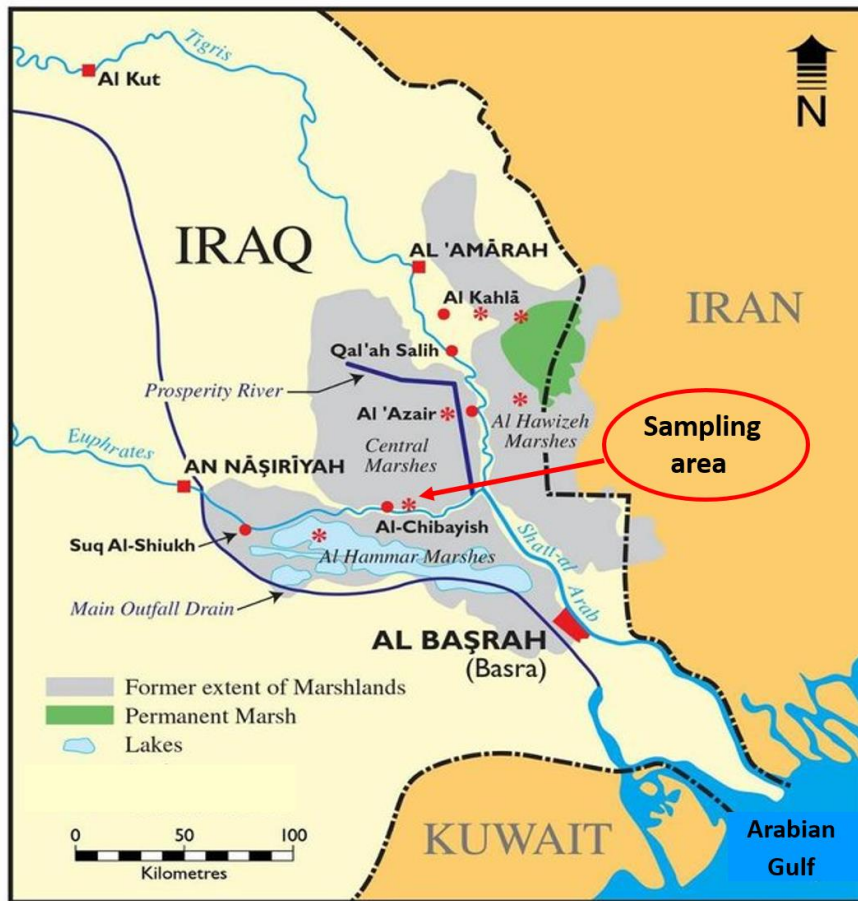 Tigris
Al Kut
N
IRAQ
AL 'AMĀRAH
Al Kahlā
IRAN
Qal'ah Salih
Prosperity River
Al 'Azair
Al Hawizeh
Marshes
Sampling
area
Central
Marshes
Euphrates
AN NĀṢIRĪYAH
Al-Chibayish
Suq Al-Shiukh
Al Hammar Marshes
Shatt-al
Arab
Main Outfall Drain
AL BAṢRAH
(Basra)
Former extent of Marshlands
Permanent Marsh
Lakes
0 50 100
Kilometres
KUWAIT
Arabian
Gulf